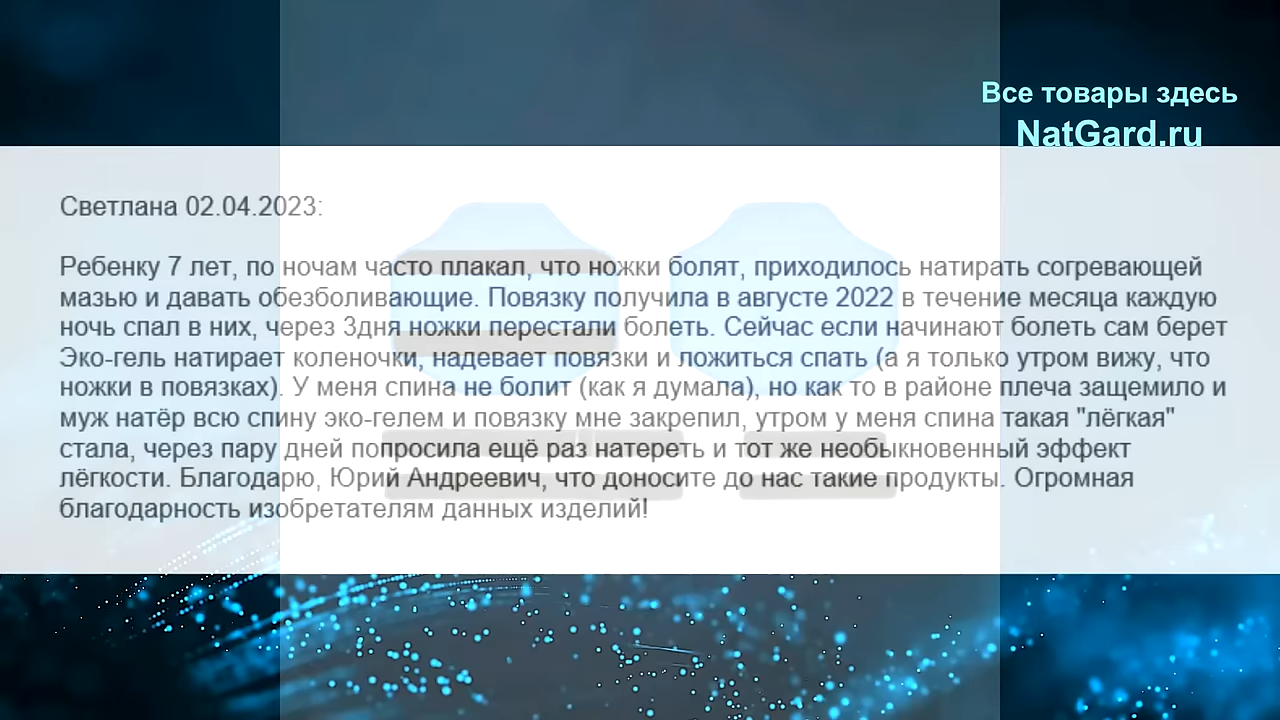 Все товары здесь
NatGard.ru
Светлана 02.04.2023:
Ребенку 7 лет, по ночам часто плакал, что ножки болят, приходилось натирать согревающей
мазью и давать обезболивающие. Повязку получила в августе 2022 в течение месяца каждую
ночь спал в них, через 3дня ножки перестали болеть. Сейчас если начинают болеть сам берет
Эко-гель натирает коленочки, надевает повязки и ложиться спать (а я только утром вижу, что
ножки в повязках). У меня спина не болит (как я думала), но как то в районе плеча защемило и
муж натёр всю спину эко-гелем и повязку мне закрепил, утром у меня спина такая "лёгкая"
стала, через пару дней попросила ещё раз натереть и тот же необыкновенный эффект
лёгкости. Благодарю, Юрий Андреевич, что доносите до нас такие продукты. Огромная
благодарность изобретателям данных изделий!